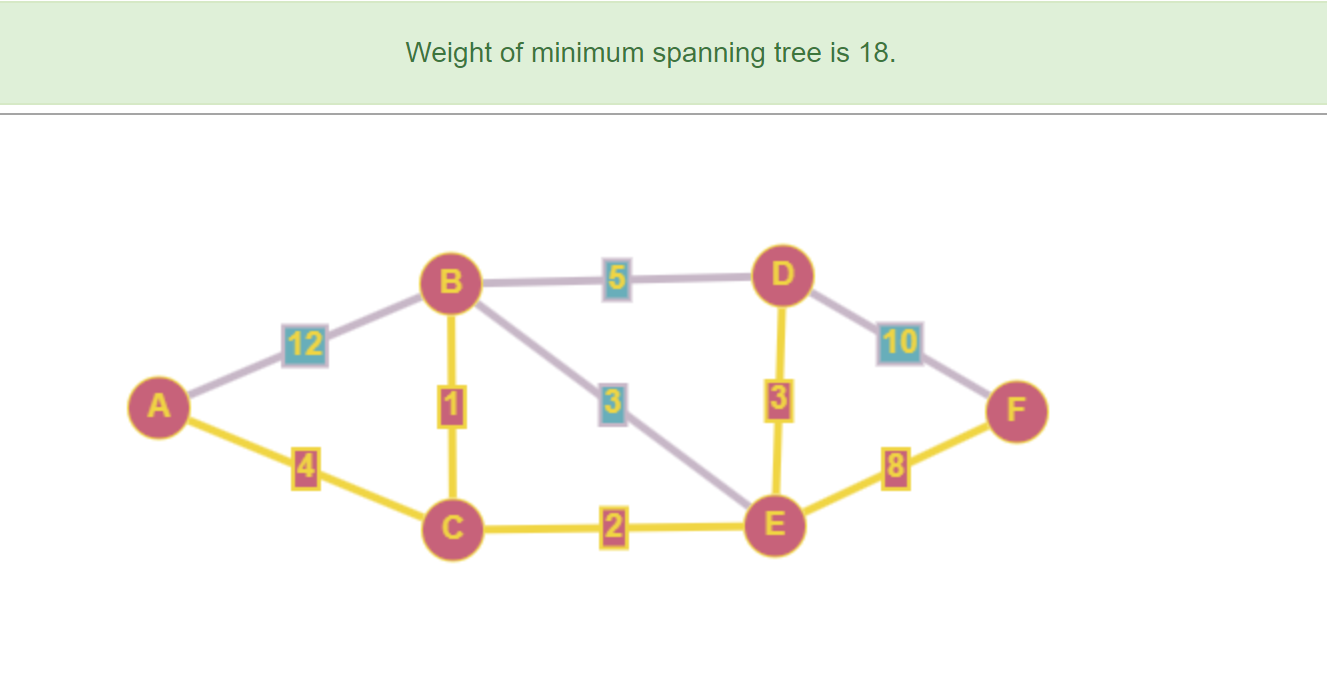 Weight of minimum spanning tree is 18.
B 5 D
12 10
A 1 3 3 F
4 8
C 2 E